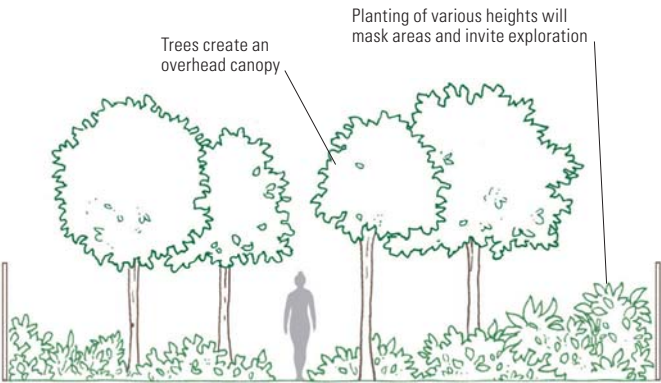 Planting of various heights will
mask areas and invite exploration
Trees create an
overhead canopy